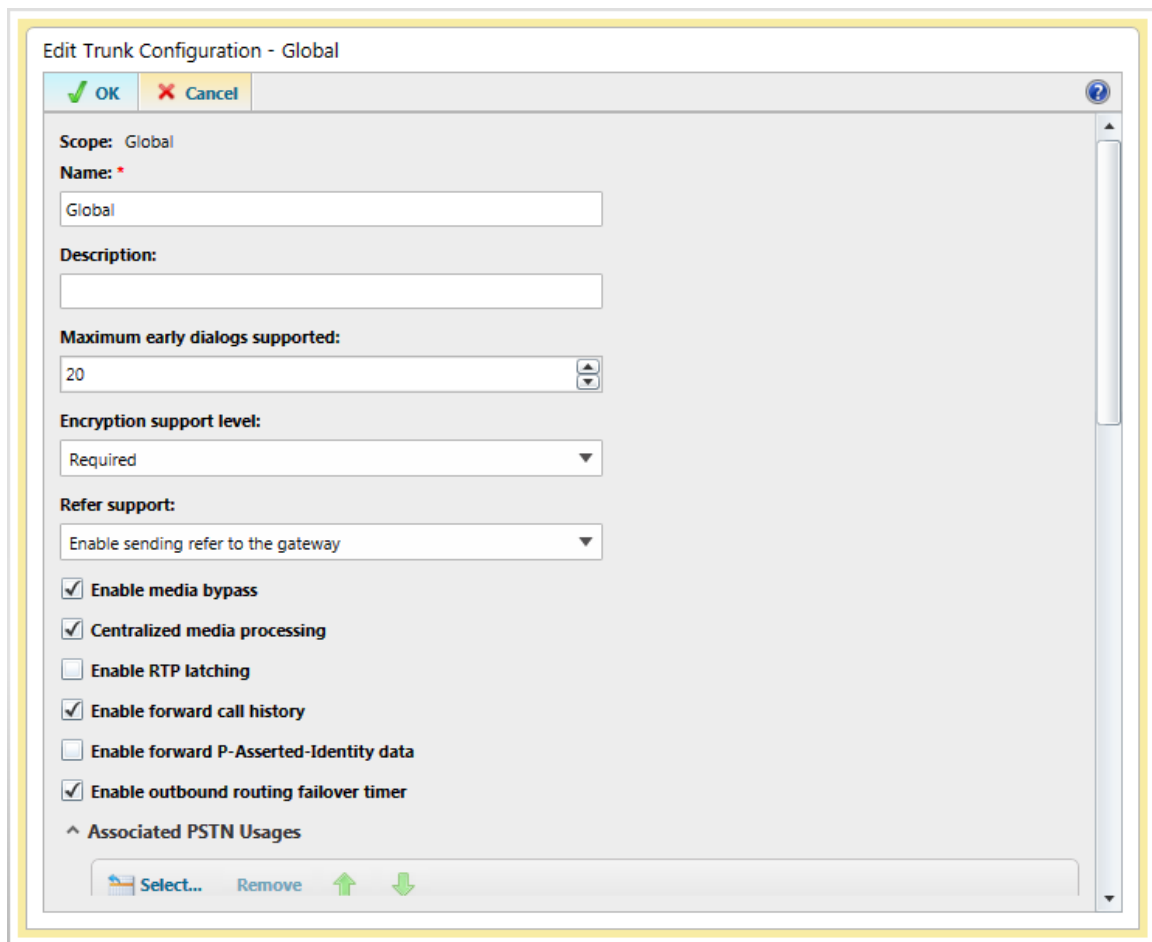 Edit Trunk Configuration - Global
OK Cancel ?
Scope: Global
Name: *
Global
Description:
Maximum early dialogs supported:
20
Encryption support level:
Required
Refer support:
Enable sending refer to the gateway
Enable media bypass
Centralized media processing
Enable RTP latching
Enable forward call history
Enable forward P-Asserted-Identity data
Enable outbound routing failover timer
Associated PSTN Usages
Select... Remove